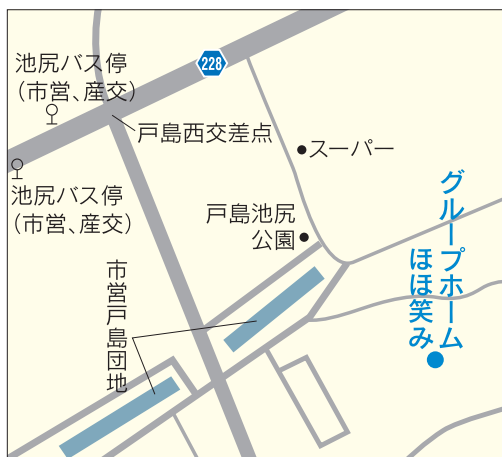 池尻バス停
(市営、産交)
228
戸島西交差点
スーパー
池尻バス停
(市営、産交)
戸島池尻
公園
グループホーム
ほほ笑み
市営戸島団地